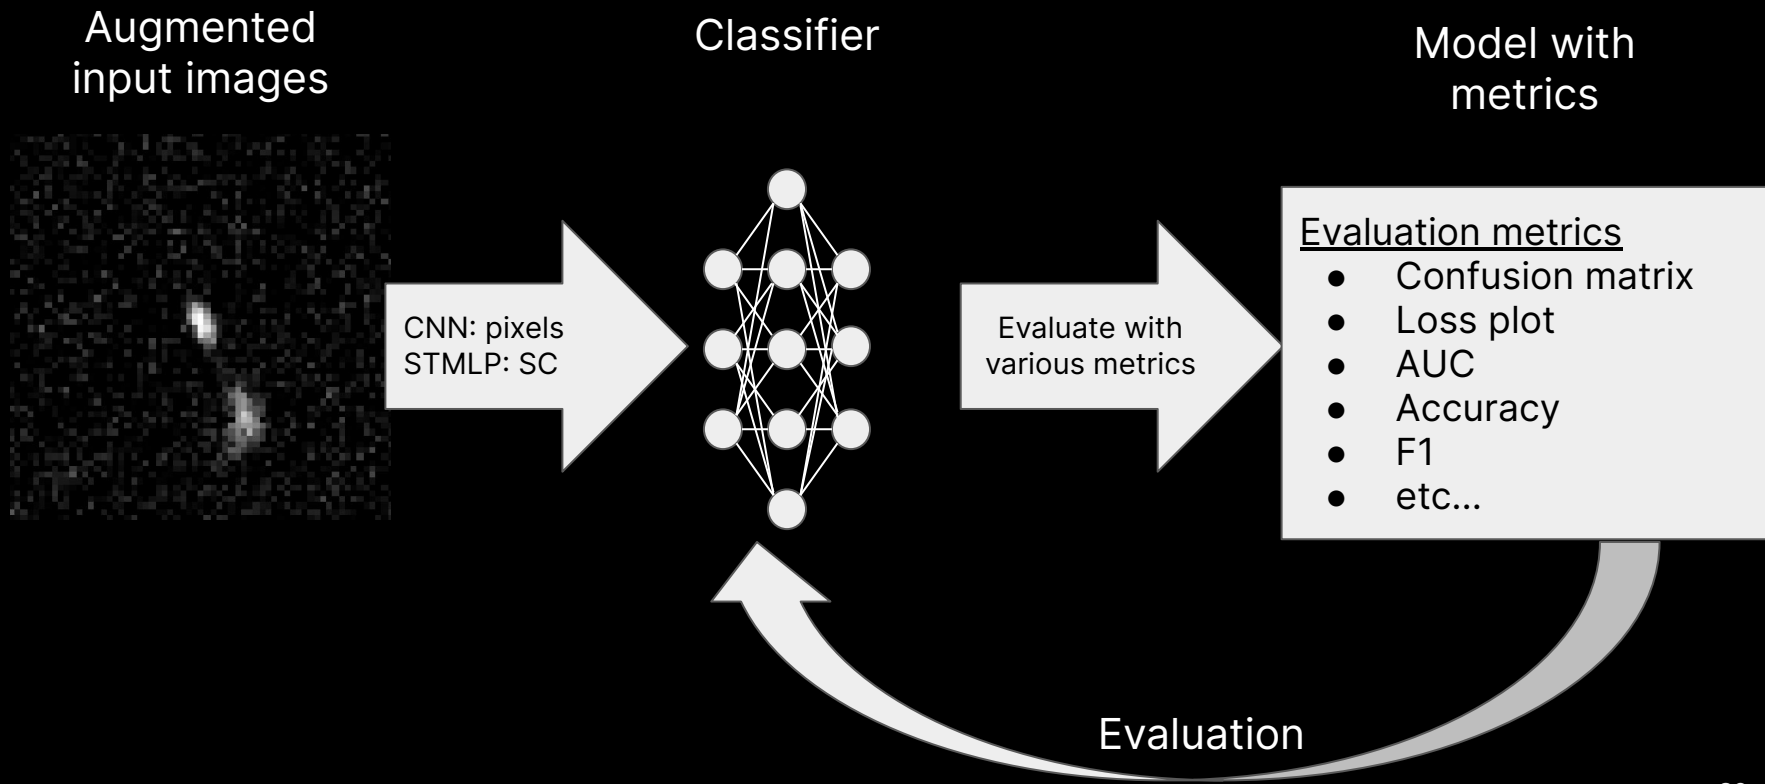 Augmented
input images
Classifier
Model with
metrics
CNN: pixels
STMLP: SC
Evaluate with
various metrics
Evaluation metrics
● Confusion matrix
● Loss plot
● AUC
● Accuracy
● F1
● etc...
Evaluation